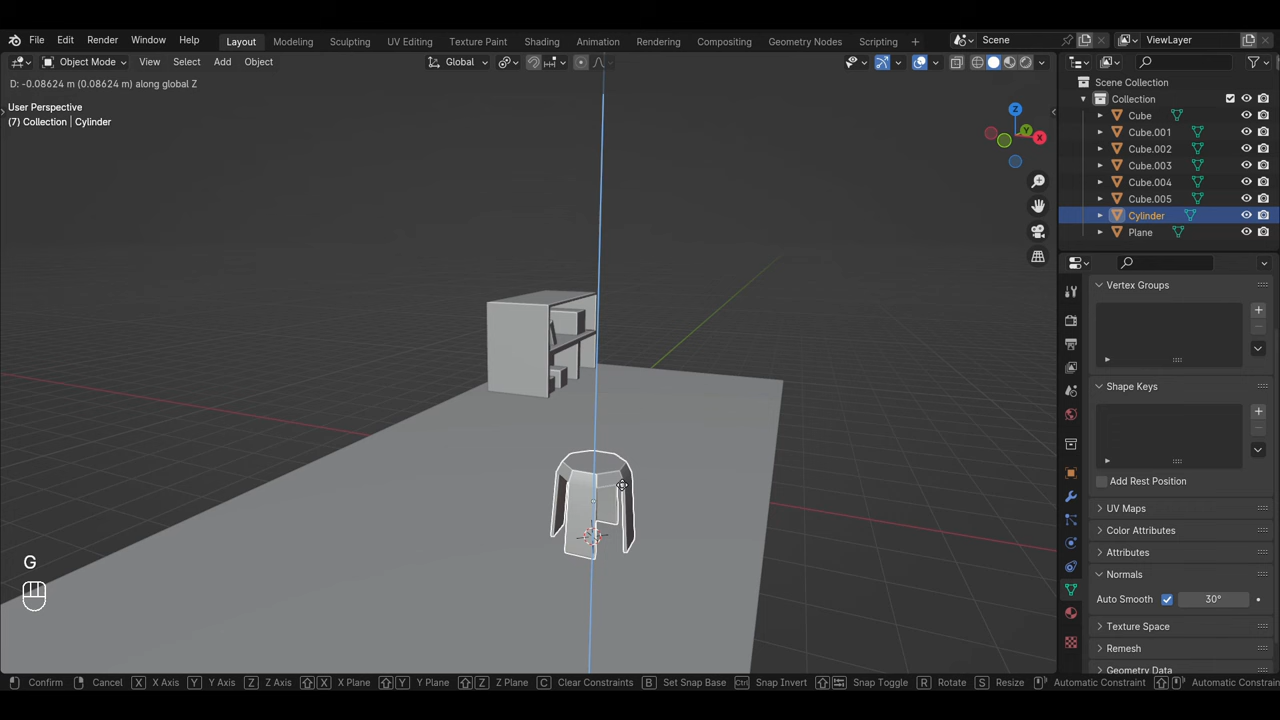 File Edit Render Window Help Layout Modeling Sculpting UV Editing Texture Paint Shading Animation Rendering Compositing Geometry Nodes Scripting + Scene ViewLayer
Object Mode View Select Add Object Global
D: -0.08624 m (0.08624 m) along global Z
User Perspective
(7) Collection | Cylinder
Z
Y
X
Scene Collection
Collection
Cube
Cube.001
Cube.002
Cube.003
Cube.004
Cube.005
Cylinder
Plane
Vertex Groups
Shape Keys
Add Rest Position
UV Maps
Color Attributes
Attributes
Normals
Auto Smooth 30°
Texture Space
Remesh
Geometry Data
G
Confirm Cancel X X Axis Y Y Axis Z Z Axis X X Plane Y Y Plane Z Z Plane C Clear Constraints B Set Snap Base Ctrl Snap Invert Snap Toggle R Rotate S Resize Automatic Constraint Automatic Constrain